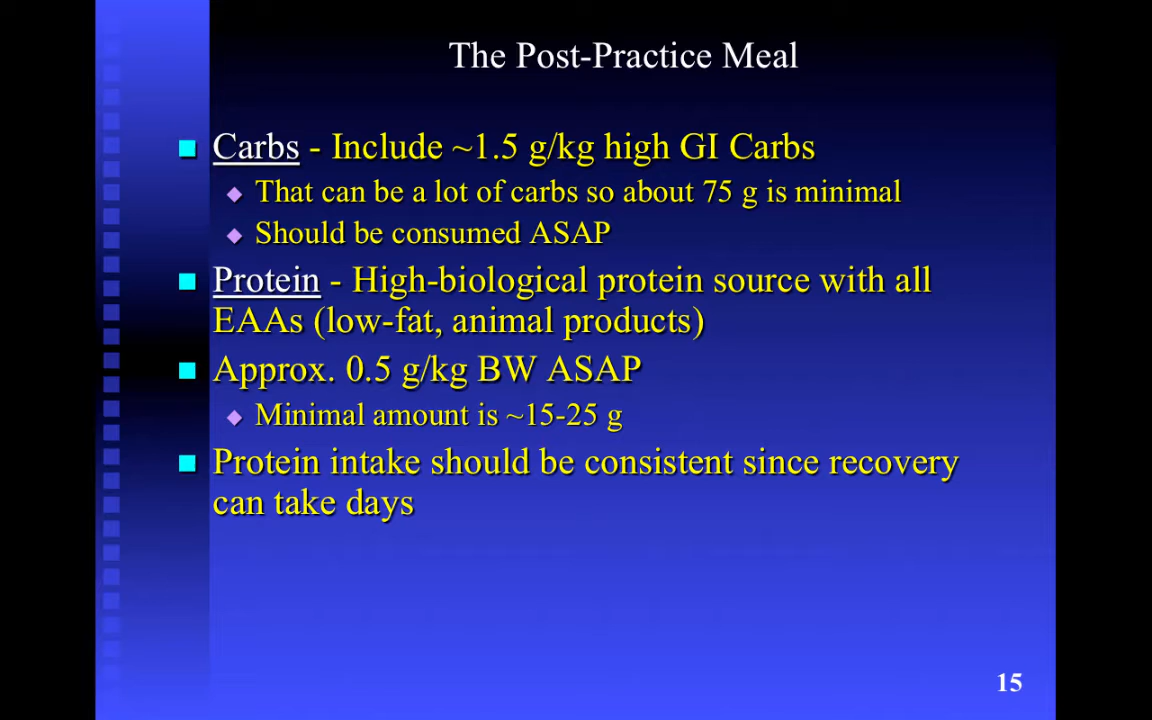 The Post-Practice Meal
Carbs - Include ~1.5 g/kg high GI Carbs
That can be a lot of carbs so about 75 g is minimal
Should be consumed ASAP
Protein - High-biological protein source with all
EAAs (low-fat, animal products)
Approx. 0.5 g/kg BW ASAP
Minimal amount is ~15-25 g
Protein intake should be consistent since recovery
can take days
15